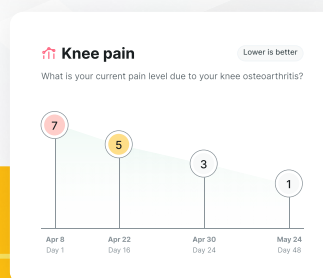 Knee pain
Lower is better
What is your current pain level due to your knee osteoarthritis?
7
5
3
1
Apr 8
Apr 22
Apr 30
May 24
Day 1
Day 16
Day 24
Day 48